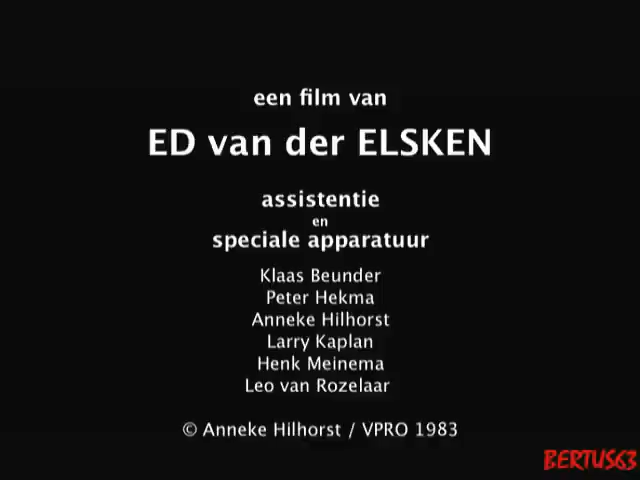 een film van
ED van der ELSKEN
assistentie
en
speciale apparatuur
Klaas Beunder
Peter Hekma
Anneke Hilhorst
Larry Kaplan
Henk Meinema
Leo van Rozelaar
© Anneke Hilhorst / VPRO 1983
BERTUS63